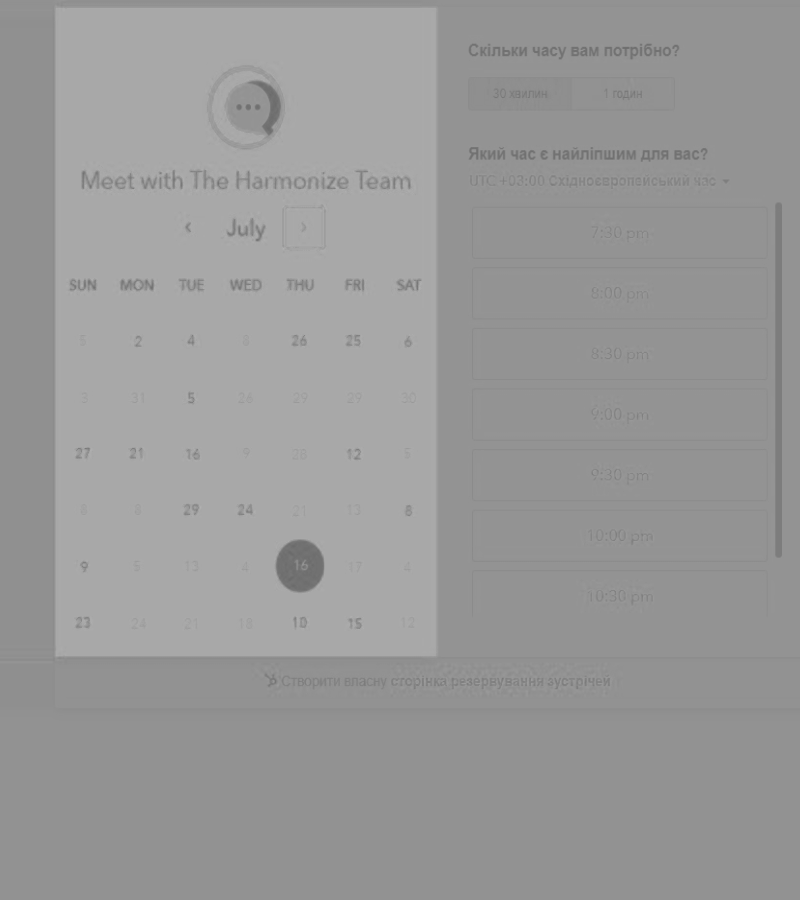 Meet with The Harmonize Team
July
SUN MON TUE WED THU FRI SAT
5 2 4 8 26 25 6
3 31 5 26 29 29 30
27 21 16 9 12 5
8 8 29 24 21 13 8
9 13 4 16 17 4
23 24 21 18 10 15 12
Скільки часу вам потрібно?
30 хвилин 1 годин
Який час є найліпшим для вас?
UTC +03:00 Східноєвропейський час
7:30 pm
8:00 pm
8:30 pm
9:00 pm
9:30 pm
10:00 pm
10:30 pm
Створити власну сторінка резервування зустрічей